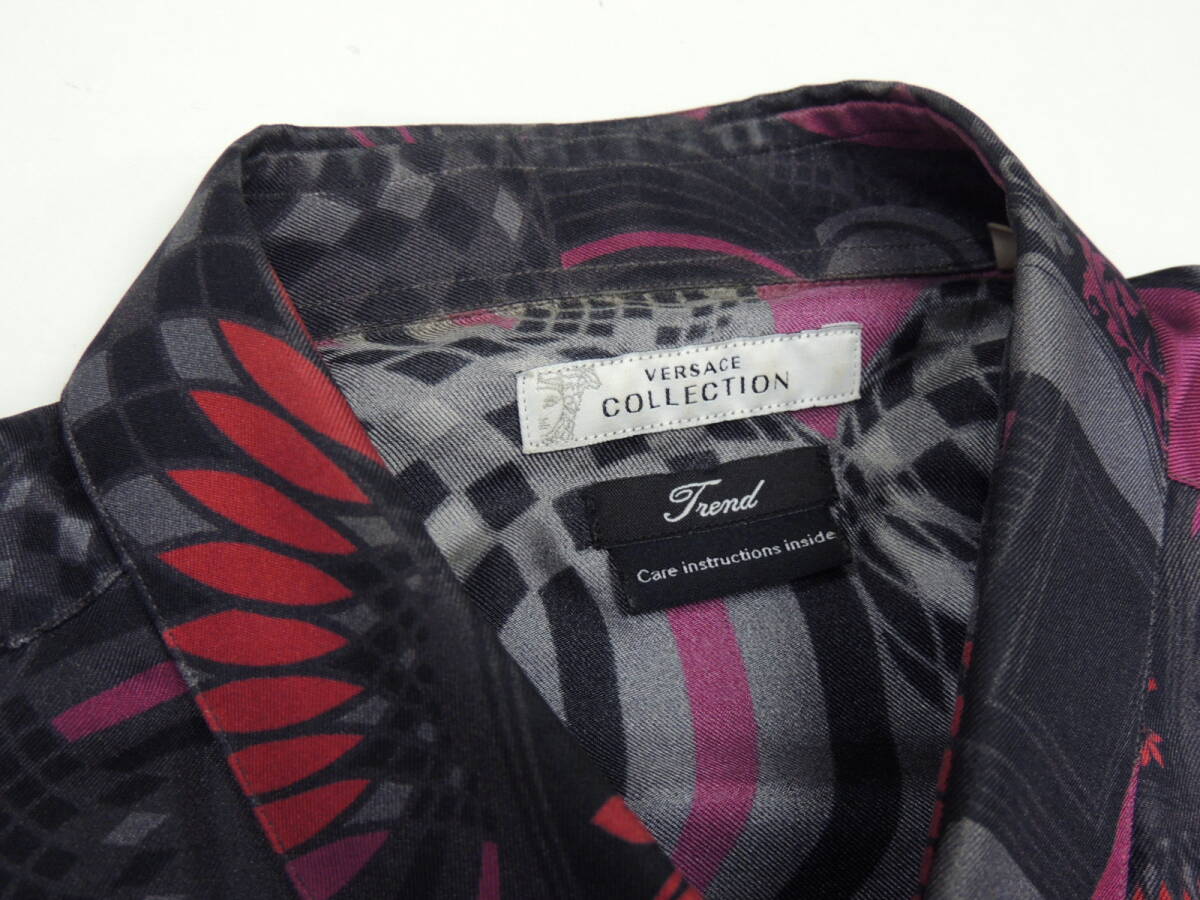 VERSACE
COLLECTION
Trend
Care instructions inside